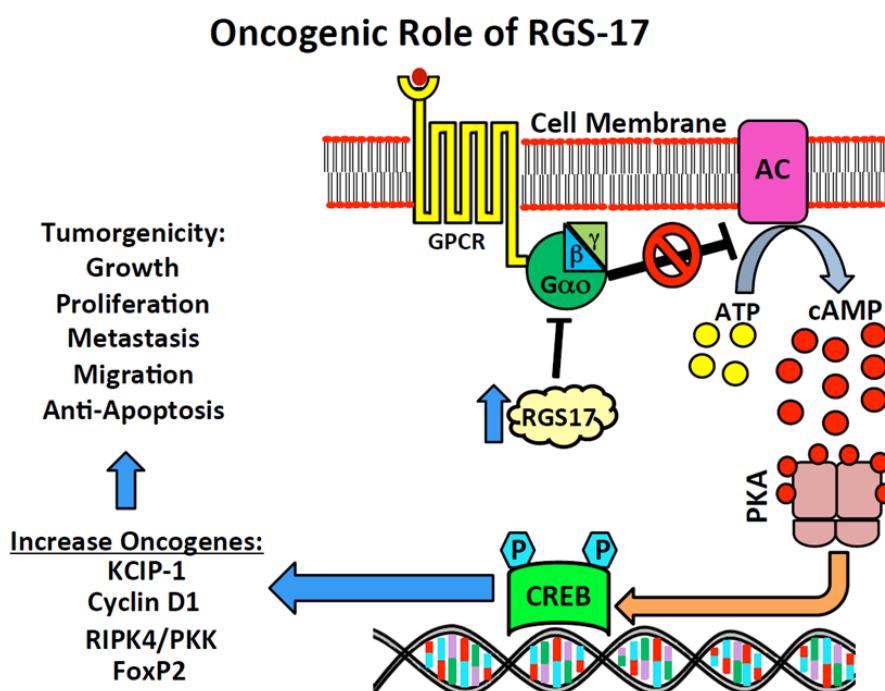 Oncogenic Role of RGS-17
Cell Membrane
AC
GPCR
γ
β
Gαo
ATP
cAMP
RGS17
PKA
Tumorgenicity:
Growth
Proliferation
Metastasis
Migration
Anti-Apoptosis
Increase Oncogenes:
KCIP-1
Cyclin D1
RIPK4/PKK
FoxP2
P
P
CREB